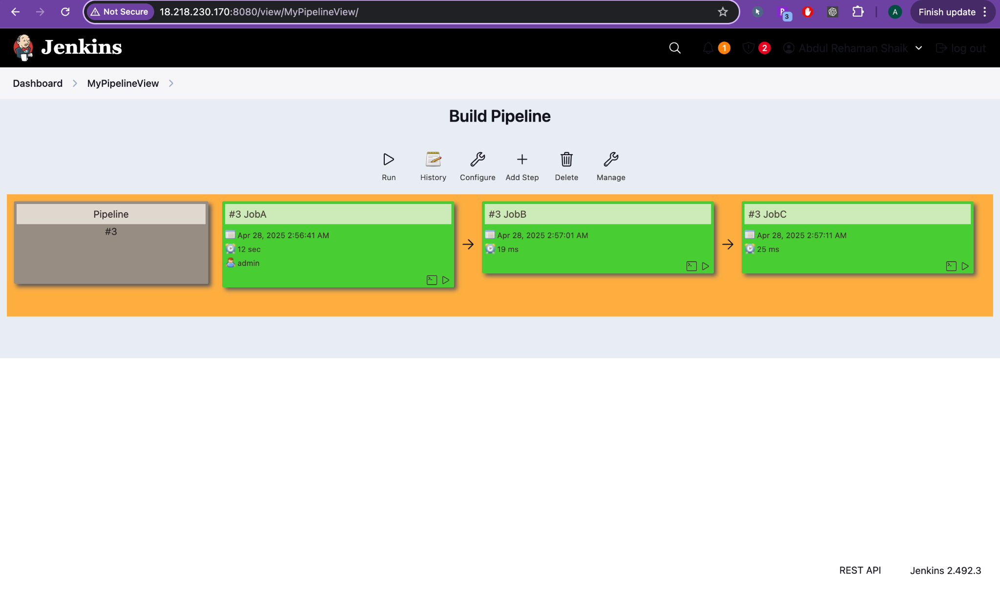 Not Secure 18.218.230.170:8080/view/MyPipelineView/ 3 A Finish update
Jenkins 1 2 Abdul Rehaman Shaik log out
Dashboard MyPipelineView
Build Pipeline
Run History Configure Add Step Delete Manage
Pipeline
#3
#3 JobA
Apr 28, 2025 2:56:41 AM
12 sec
admin
#3 JobB
Apr 28, 2025 2:57:01 AM
19 ms
#3 JobC
Apr 28, 2025 2:57:11 AM
25 ms
REST API Jenkins 2.492.3